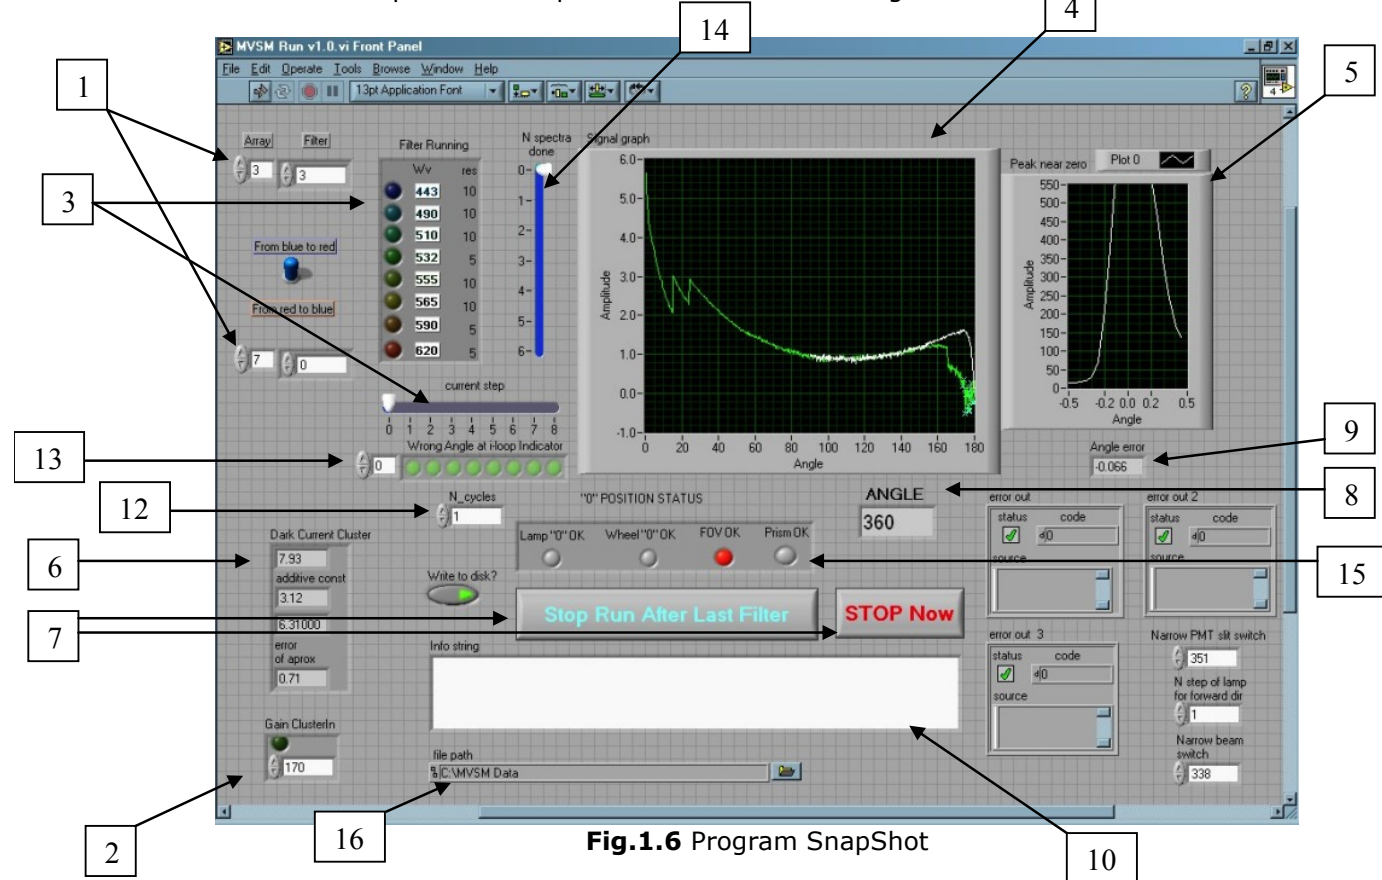 14
4
MVSM Run v1.0.vi Front Panel
File Edit Operate Tools Browse Window Help
13pt Application Font
1
5
Array Filter
3 3
Filter Running
Wv res
443 10
490 10
510 10
532 5
555 10
565 10
590 5
620 5
N spectra
done
0
1
2
3
4
5
6
Signal graph
6.0
5.0
4.0
3.0
2.0
1.0
0.0
-1.0
Amplitude
0 20 40 60 80 100 120 140 160 180
Angle
Peak near zero Plot 0
550
500
450
400
350
300
250
200
150
100
50
0
Amplitude
-0.5 -0.2 0.0 0.2 0.5
Angle
3
From blue to red
From red to blue
7 0
current step
0 1 2 3 4 5 6 7 8
Wrong Angle at i-loop Indicator
0
13
Angle error
-0.066
9
8
12
N_cycles
1
"0" POSITION STATUS
Lamp "0" OK Wheel "0" OK FOV OK Prism OK
ANGLE
360
15
error out
status code
0
source
error out 2
status code
0
source
error out 3
status code
0
source
6
Dark Current Cluster
7.93
additive const
3.12
6.31000
error
of aprox
0.71
Write to disk?
7
Stop Run After Last Filter
STOP Now
Info string
Narrow PMT slit switch
351
N step of lamp
for forward dir
1
Narrow beam
switch
338
Gain ClusterIn
170
file path
C:\MVSM Data
2
16
10
Fig.1.6 Program SnapShot